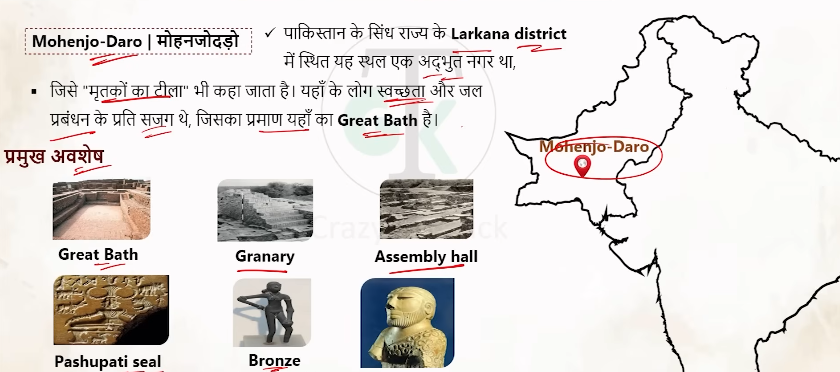 Mohenjo-Daro | मोहनजोदड़ो
✓ पाकिस्तान के सिंध राज्य के Larkana district
में स्थित यह स्थल एक अद्भुत नगर था,
▪ जिसे "मृतकों का टीला" भी कहा जाता है। यहाँ के लोग स्वच्छता और जल
प्रबंधन के प्रति सजग थे, जिसका प्रमाण यहाँ का Great Bath है।
प्रमुख अवशेष
Mohenjo-Daro
Great Bath
Granary
Assembly hall
Pashupati seal
Bronze